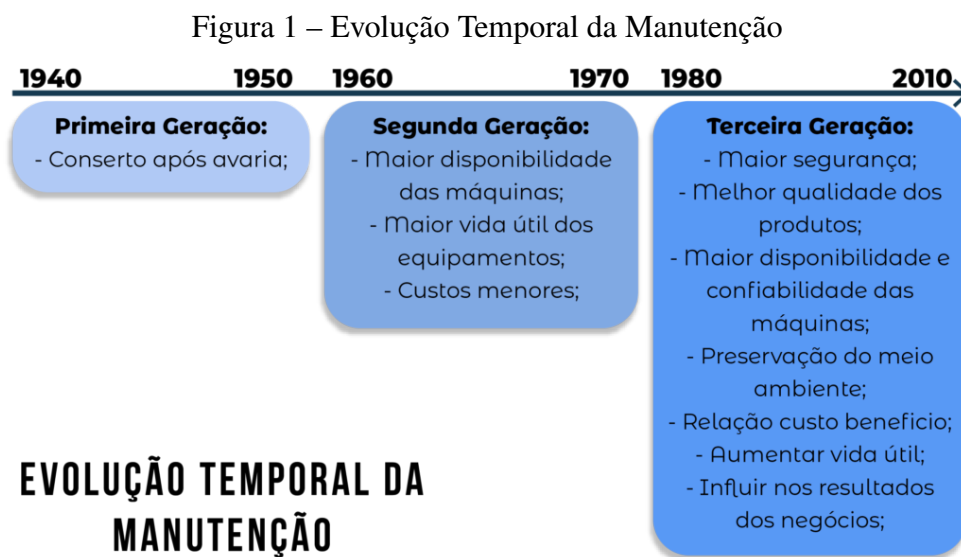 Figura 1 – Evolução Temporal da Manutenção
1940 1950 1960 1970 1980 2010
Primeira Geração:
- Conserto após avaria;
Segunda Geração:
- Maior disponibilidade
das máquinas;
- Maior vida útil dos
equipamentos;
- Custos menores;
Terceira Geração:
- Maior segurança;
- Melhor qualidade dos
produtos;
- Maior disponibilidade e
confiabilidade das
máquinas;
- Preservação do meio
ambiente;
- Relação custo beneficio;
- Aumentar vida útil;
- Influir nos resultados
dos negócios;
EVOLUÇÃO TEMPORAL DA
MANUTENÇÃO